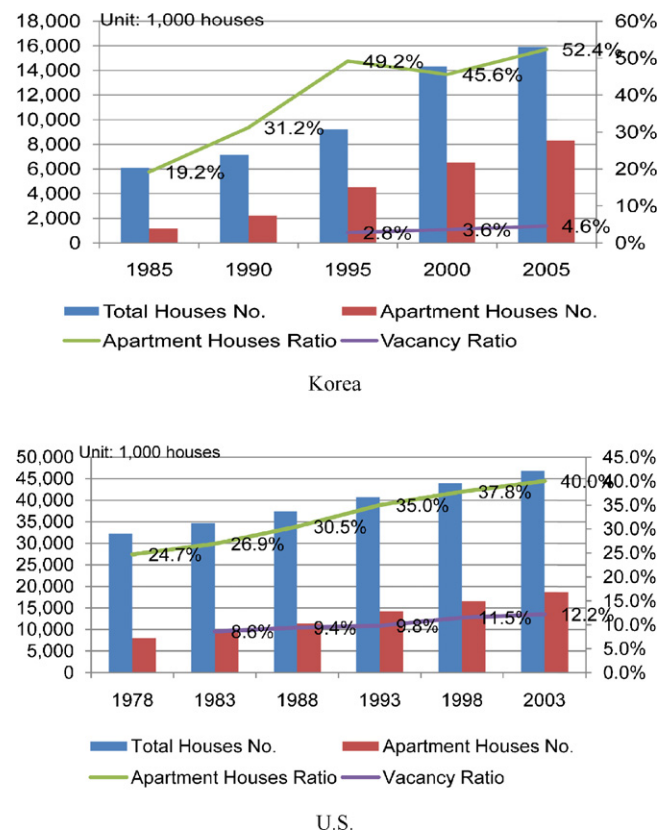 18,000 Unit: 1,000 houses 60%
16,000 50%
14,000 40%
12,000 30%
10,000 20%
8,000 10%
6,000 0%
4,000
2,000
0
49.2% 45.6% 52.4%
31.2%
19.2%
2.8% 3.6% 4.6%
1985 1990 1995 2000 2005
Total Houses No. Apartment Houses No.
Apartment Houses Ratio Vacancy Ratio
Korea
50,000 Unit: 1,000 houses 45.0%
45,000 40.0%
40,000 35.0%
35,000 30.0%
30,000 25.0%
25,000 20.0%
20,000 15.0%
15,000 10.0%
10,000 5.0%
5,000 0.0%
0
24.7% 26.9% 30.5% 35.0% 37.8% 40.0%
8.6% 9.4% 9.8% 11.5% 12.2%
1978 1983 1988 1993 1998 2003
Total Houses No. Apartment Houses No.
Apartment Houses Ratio Vacancy Ratio
U.S.